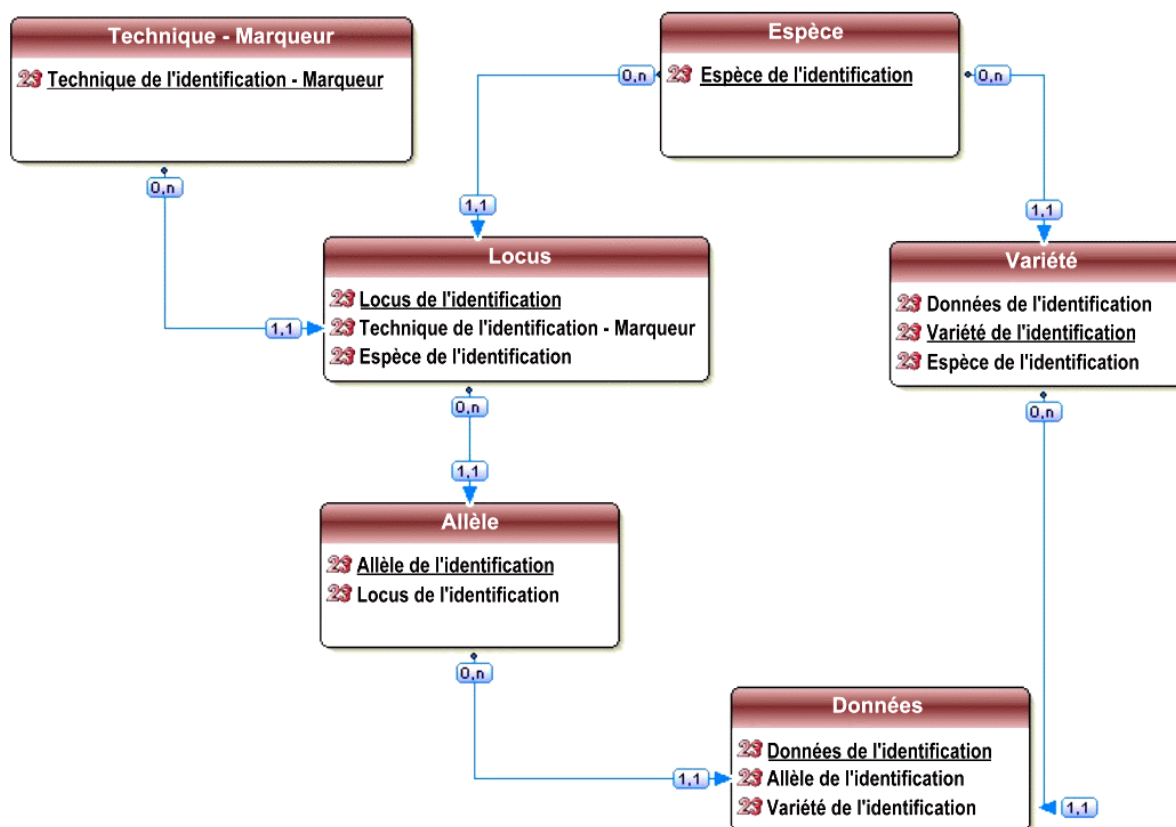 Technique - Marqueur
23 Technique de l'identification - Marqueur
0,n
Espèce
23 Espèce de l'identification
0,n
0,n
1,1
1,1
1,1
Locus
23 Locus de l'identification
23 Technique de l'identification - Marqueur
23 Espèce de l'identification
0,n
1,1
Variété
23 Données de l'identification
23 Variété de l'identification
23 Espèce de l'identification
0,n
Allèle
23 Allèle de l'identification
23 Locus de l'identification
0,n
1,1
Données
23 Données de l'identification
23 Allèle de l'identification
23 Variété de l'identification
1,1